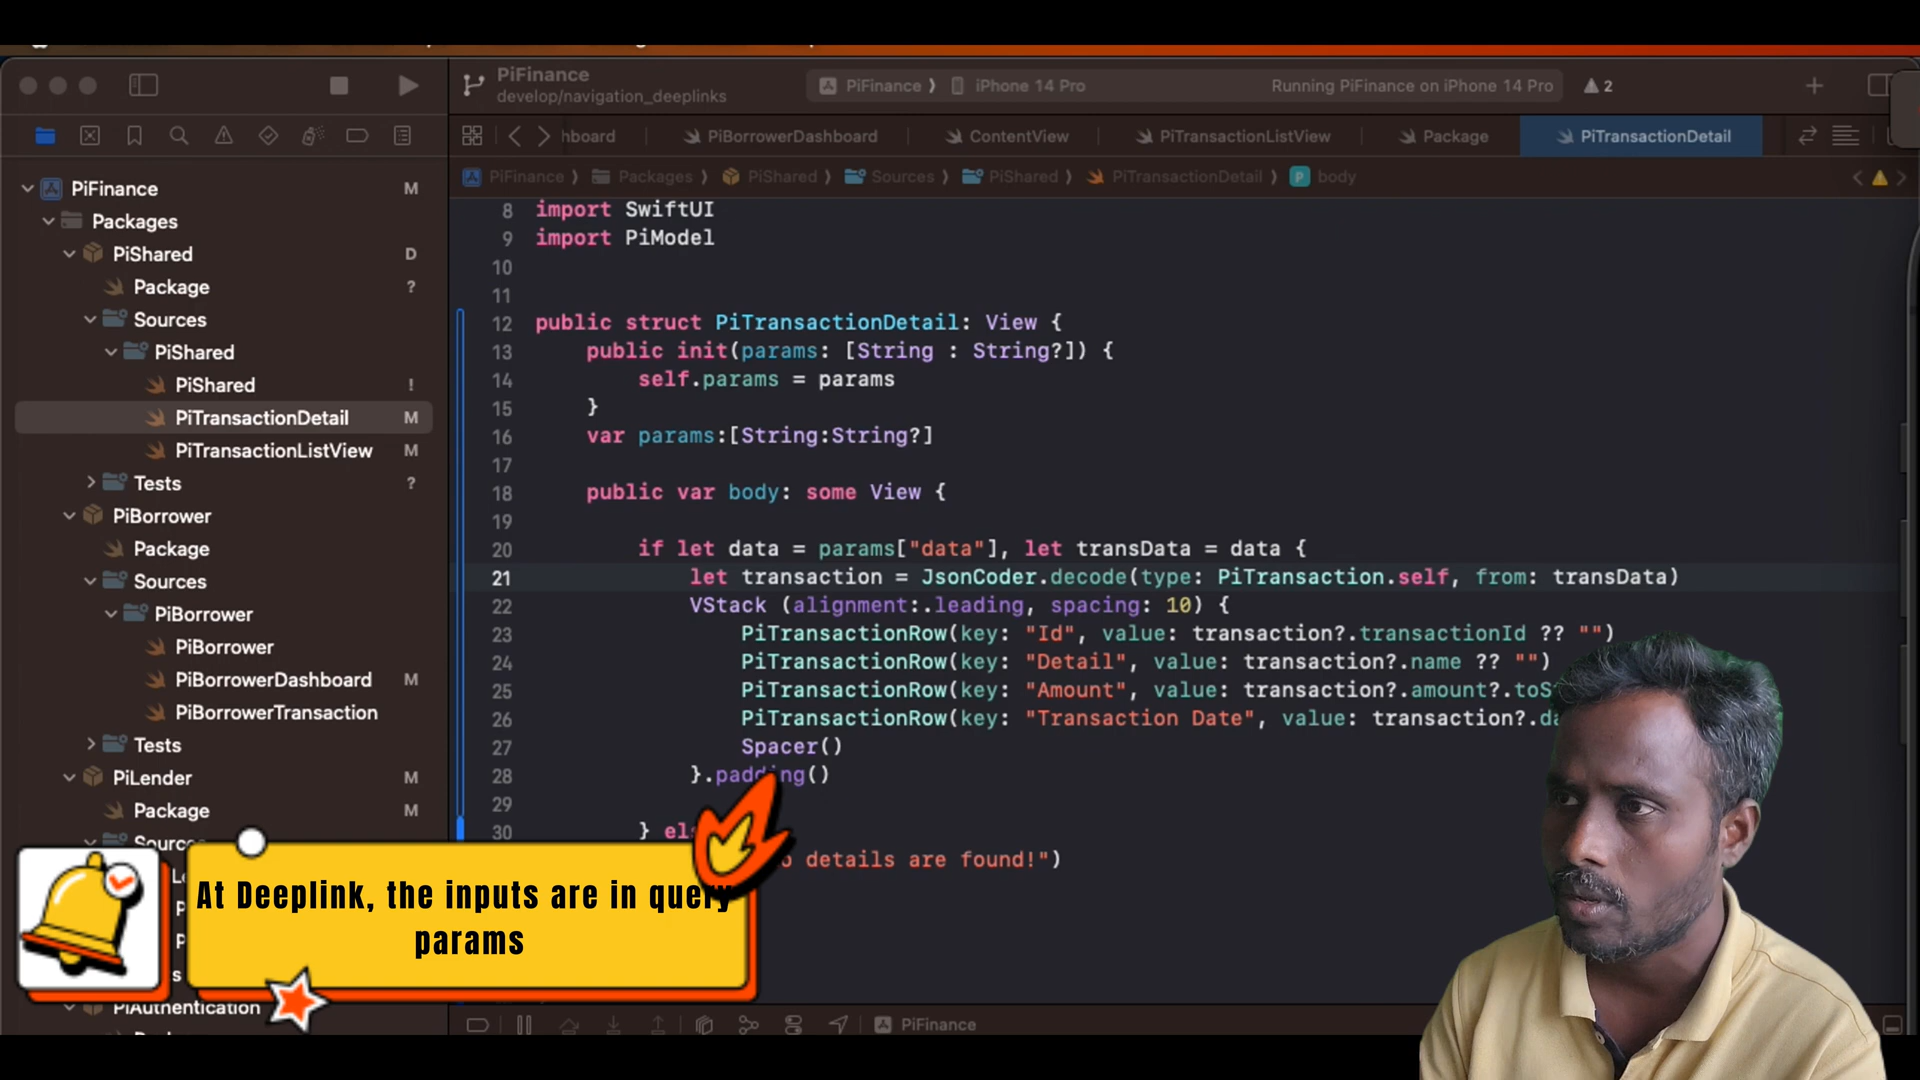 PiFinance
develop/navigation_deeplinks
PiFinance
iPhone 14 Pro
Running PiFinance on iPhone 14 Pro
2
hboard
PiBorrowerDashboard
ContentView
PiTransactionListView
Package
PiTransactionDetail
PiFinance
Packages
PiShared
Sources
PiShared
PiTransactionDetail
P
body
PiFinance M
Packages
PiShared D
Package ?
Sources
PiShared
PiShared !
PiTransactionDetail M
PiTransactionListView M
Tests ?
PiBorrower
Package
Sources
PiBorrower
PiBorrower
PiBorrowerDashboard M
PiBorrowerTransaction
Tests
PiLender M
Package M
PiAuthentication
8 import SwiftUI
9 import PiModel
10
11
12 public struct PiTransactionDetail: View {
13 public init(params: [String : String?]) {
14 self.params = params
15 }
16 var params:[String:String?]
17
18 public var body: some View {
19
20 if let data = params["data"], let transData = data {
21 let transaction = JsonCoder.decode(type: PiTransaction.self, from: transData)
22 VStack (alignment:.leading, spacing: 10) {
23 PiTransactionRow(key: "Id", value: transaction?.transactionId ?? "")
24 PiTransactionRow(key: "Detail", value: transaction?.name ?? "")
25 PiTransactionRow(key: "Amount", value: transaction?.amount?.toS
26 PiTransactionRow(key: "Transaction Date", value: transaction?.da
27 Spacer()
28 }.padding()
29
30 } el
details are found!")
At Deeplink, the inputs are in query
params
PiFinance